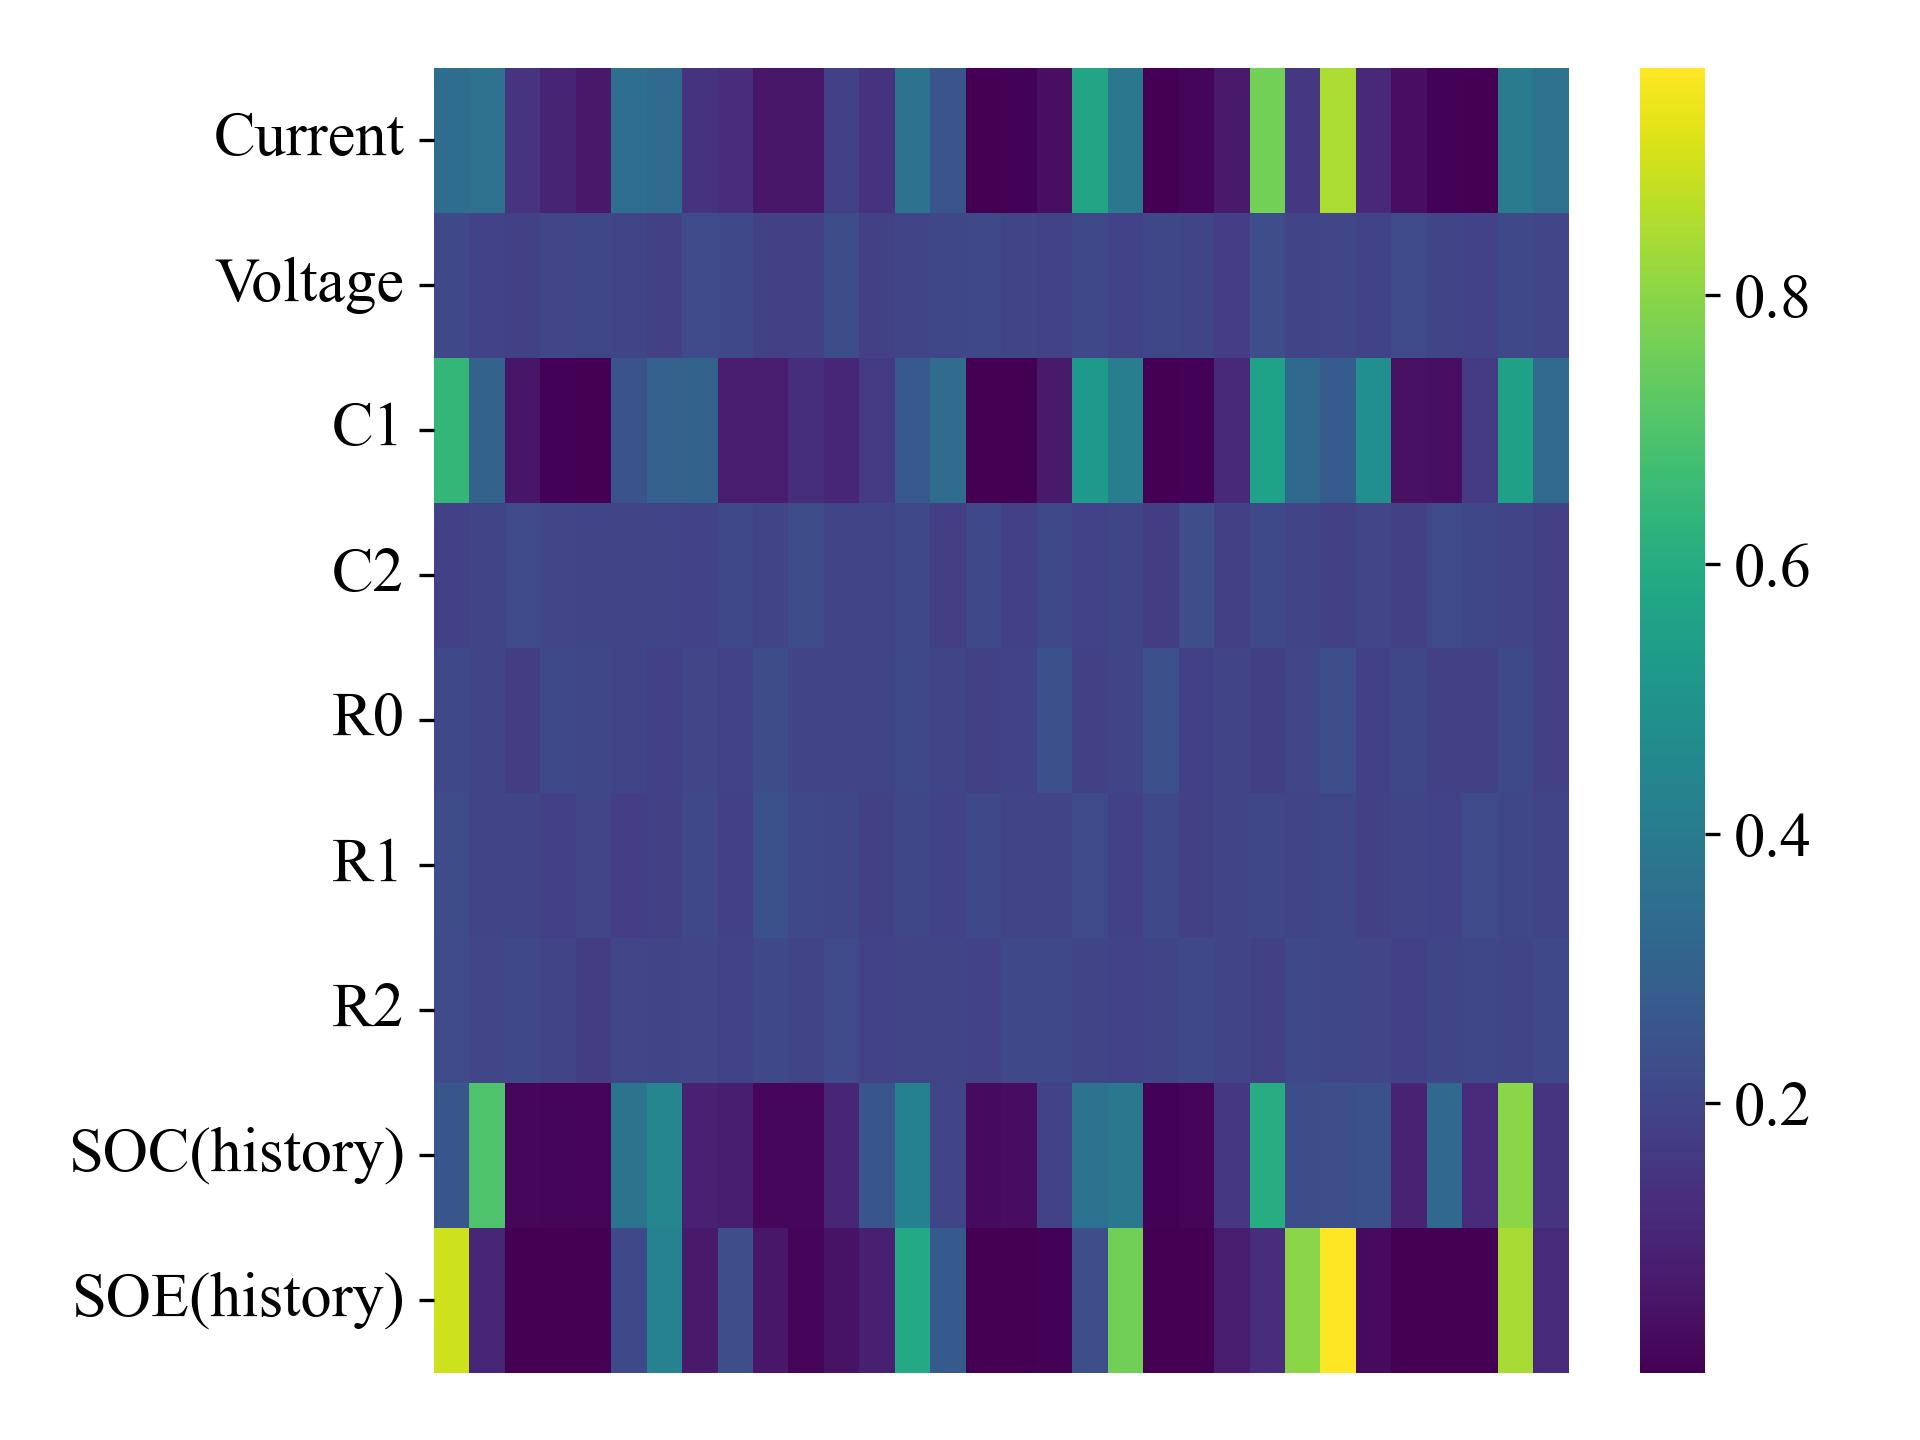 Current
Voltage
C1
C2
R0
R1
R2
SOC(history)
SOE(history)
0.8
0.6
0.4
0.2